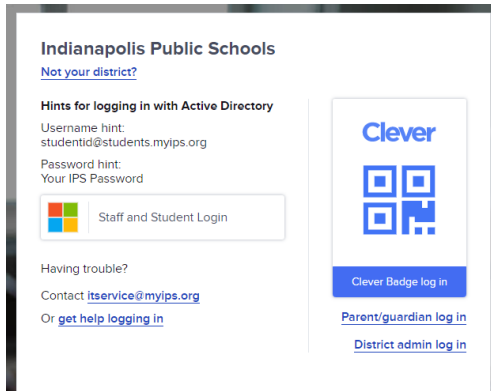 Indianapolis Public Schools
Not your district?
Hints for logging in with Active Directory
Username hint:
studentid@students.myips.org
Password hint:
Your IPS Password
Staff and Student Login
Having trouble?
Contact itservice@myips.org
Or get help logging in
Clever
Clever Badge log in
Parent/guardian log in
District admin log in